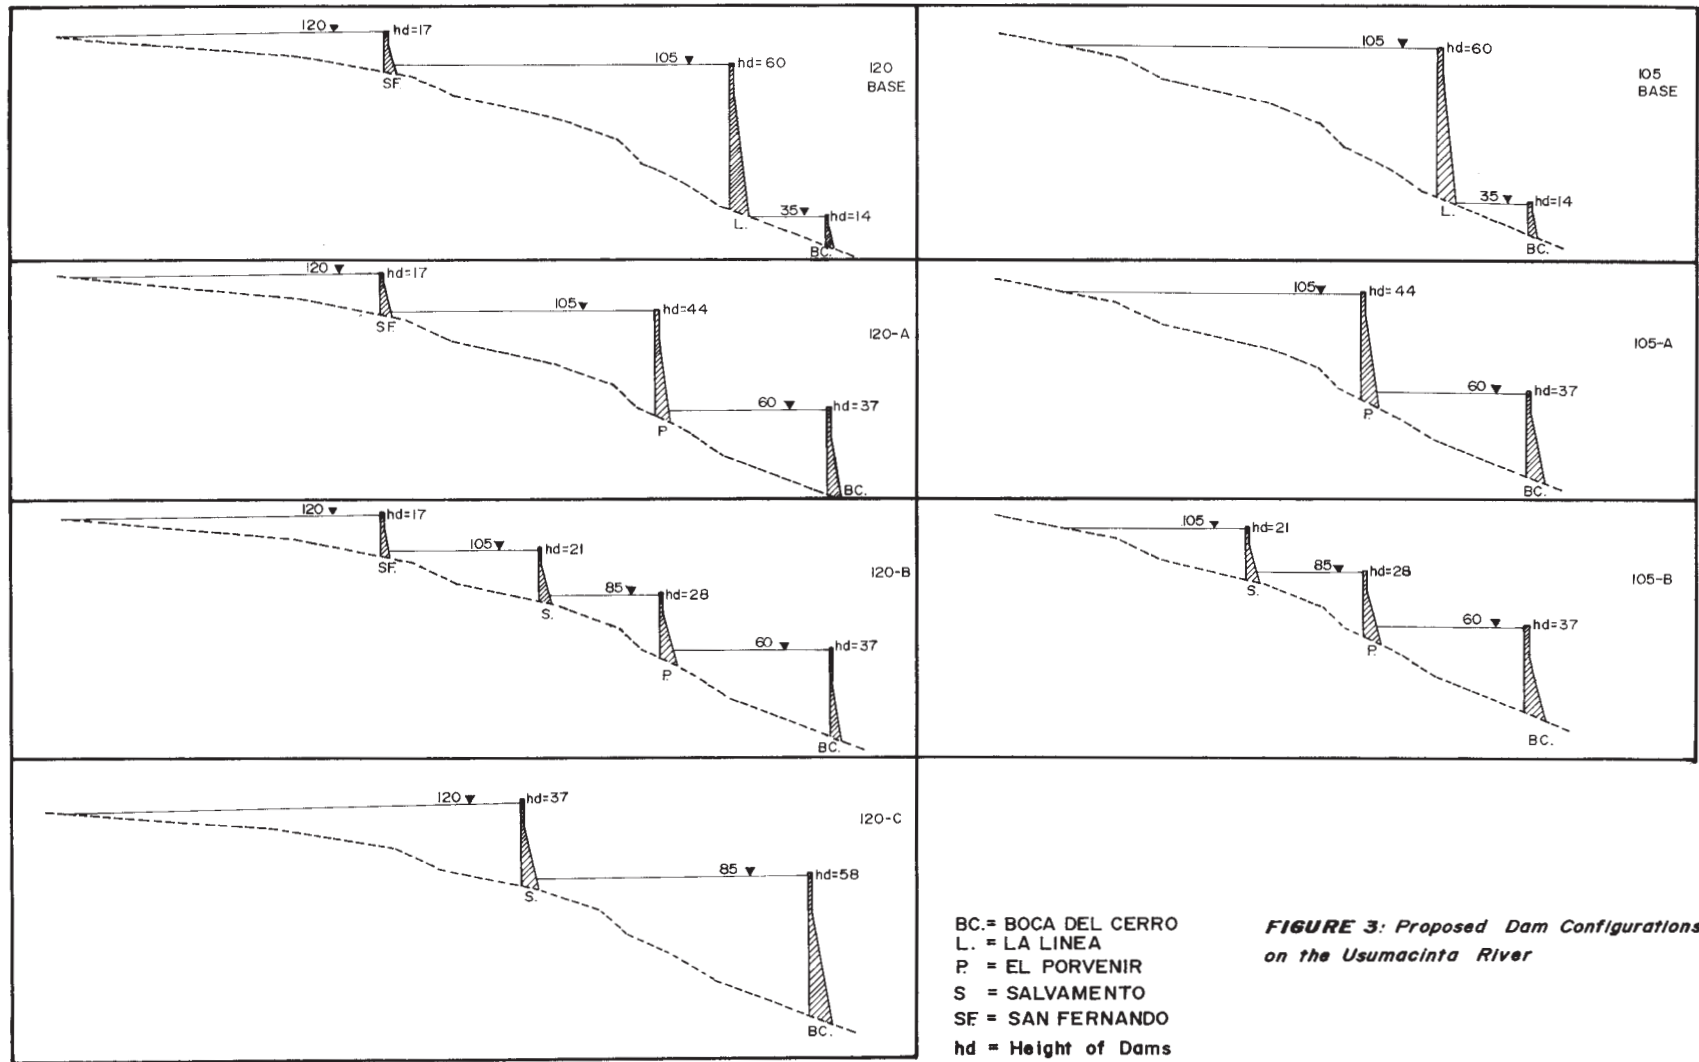 120 hd=17
105 hd=60
35 hd=14
SF.
L.
BC.
120
BASE
105 hd=60
35 hd=14
L.
BC.
105
BASE
120 hd=17
105 hd=44
60 hd=37
SF.
P.
BC.
120-A
105 hd=44
60 hd=37
P.
BC.
105-A
120 hd=17
105 hd=21
85 hd=28
60 hd=37
SF.
S.
P.
BC.
120-B
105 hd=21
85 hd=28
60 hd=37
S.
P.
BC.
105-B
120 hd=37
85 hd=58
S.
BC.
120-C
BC.= BOCA DEL CERRO
L. = LA LINEA
P. = EL PORVENIR
S = SALVAMENTO
SF. = SAN FERNANDO
hd = Height of Dams
FIGURE 3: Proposed Dam Configurations
on the Usumacinta River